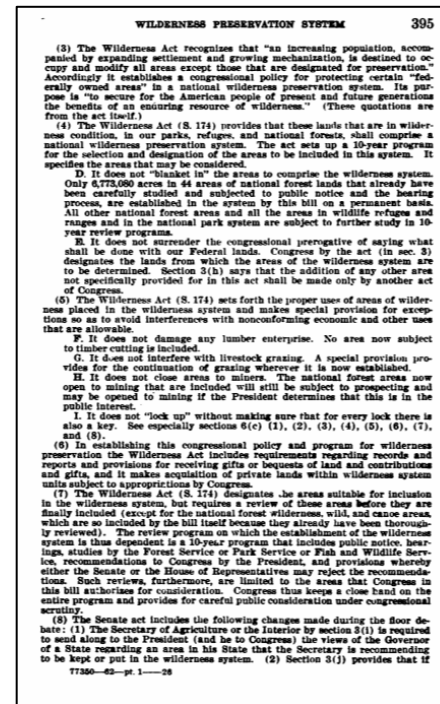 WILDERNESS PRESERVATION SYSTEM 395
(3) The Wilderness Act recognizes that "an increasing population, accom-
panied by expanding settlement and growing mechanization, is destined to oc-
cupy and modify all areas except those that are designated for preservation."
Accordingly it establishes a congressional policy for protecting certain "fed-
erally owned areas" in a national wilderness preservation system. Its pur-
pose is "to secure for the American people of present and future generations
the benefits of an enduring resource of wilderness." (These quotations are
from the act itself.)
(4) The Wilderness Act (S. 174) provides that these lands that are in wilder-
ness condition, in our parks, refuges, and national forests, shall comprise a
national wilderness preservation system. The act sets up a 10-year program
for the selection and designation of the areas to be included in this system. It
specifies the areas that may be considered.
D. It does not "blanket in" the areas to comprise the wilderness system.
Only 6,773,080 acres in 44 areas of national forest lands that already have
been carefully studied and subjected to public notice and the hearing
process, are established in the system by this bill on a permanent basis.
All other national forest areas and all the areas in wildlife refuges and
ranges and in the national park system are subject to further study in 10-
year review programs.
E. It does not surrender the congressional prerogative of saying what
shall be done with our Federal lands. Congress by the act (in sec. 3)
designates the lands from which the areas of the wilderness system are
to be determined. Section 3(h) says that the addition of any other area
not specifically provided for in this act shall be made only by another act
of Congress.
(5) The Wilderness Act (S. 174) sets forth the proper uses of areas of wilder-
ness placed in the wilderness system and makes special provision for excep-
tions so as to avoid interferences with nonconforming economic and other uses
that are allowable.
F. It does not damage any lumber enterprise. No area now subject
to timber cutting is included.
G. It does not interfere with livestock grazing. A special provision pro-
vides for the continuation of grazing wherever it is now established.
H. It does not close areas to miners. The national forest areas now
open to mining that are included will still be subject to prospecting and
may be opened to mining if the President determines that this is in the
public interest.
I. It does not "lock up" without making sure that for every lock there is
also a key. See especially sections 6(c) (1), (2), (3), (4), (5), (6), (7),
and (8).
(6) In establishing this congressional policy and program for wilderness
preservation the Wilderness Act includes requirements regarding records and
reports and provisions for receiving gifts or bequests of land and contributions
and gifts, and it makes acquisition of private lands within wilderness system
units subject to appropriations by Congress.
(7) The Wilderness Act (S. 174) designates the areas suitable for inclusion
in the wilderness system, but requires a review of these areas before they are
finally included (except for the national forest wilderness, wild, and canoe areas,
which are so included by the bill itself because they already have been thorough-
ly reviewed). The review program on which the establishment of the wilderness
system is thus dependent is a 10-year program that includes public notice, hear-
ings, studies by the Forest Service or Park Service or Fish and Wildlife Serv-
ice, recommendations to Congress by the President, and provisions whereby
either the Senate or the House of Representatives may reject the recommenda-
tions. Such reviews, furthermore, are limited to the areas that Congress in
this bill authorizes for consideration. Congress thus keeps a close hand on the
entire program and provides for careful public consideration under congressional
scrutiny.
(8) The Senate act includes the following changes made during the floor de-
bate: (1) The Secretary of Agriculture or the Interior by section 3(i) is required
to send along to the President (and he to Congress) the views of the Governor
of a State regarding an area in his State that the Secretary is recommending
to be kept or put in the wilderness system. (2) Section 3(j) provides that if
77350—62—pt. 1——26